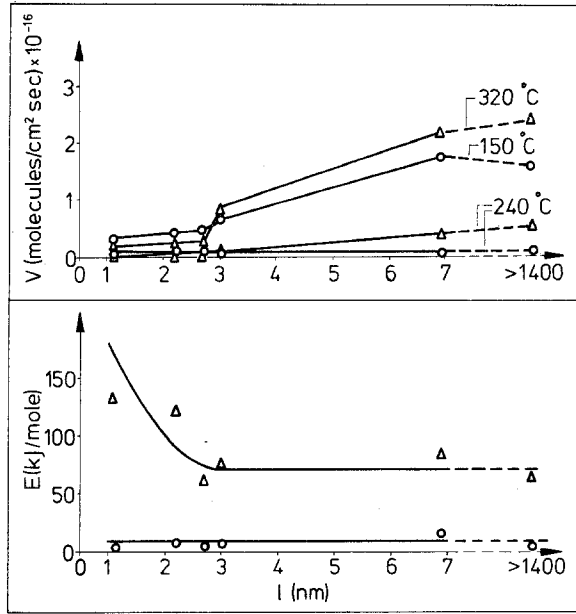 V (molecules/cm² sec) × 10⁻¹⁶
3
2
1
0
320 °C
150 °C
240 °C
0 1 2 3 4 5 6 7 >1400
E(kJ/mole)
150
100
50
0
0 1 2 3 4 5 6 7 >1400
l (nm)